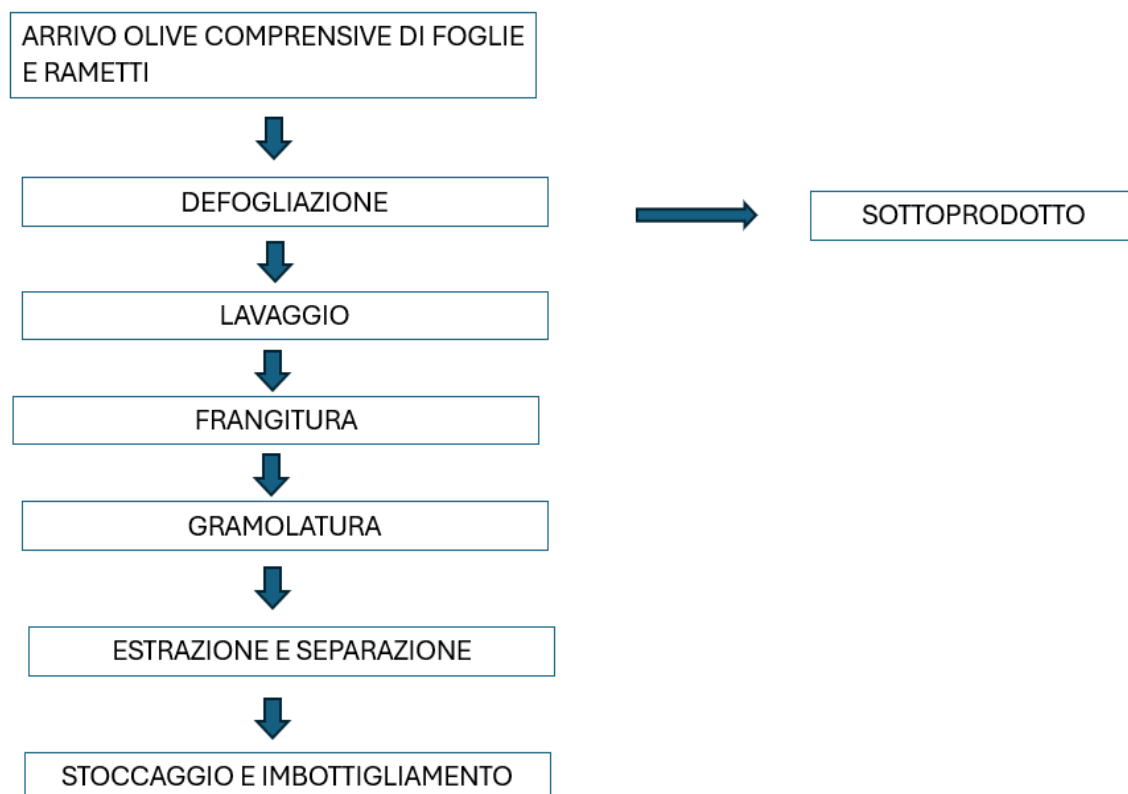 ARRIVO OLIVE COMPRENSIVE DI FOGLIE
E RAMETTI
DEFOGLIAZIONE
SOTTOPRODOTTO
LAVAGGIO
FRANGITURA
GRAMOLATURA
ESTRAZIONE E SEPARAZIONE
STOCCAGGIO E IMBOTTIGLIAMENTO